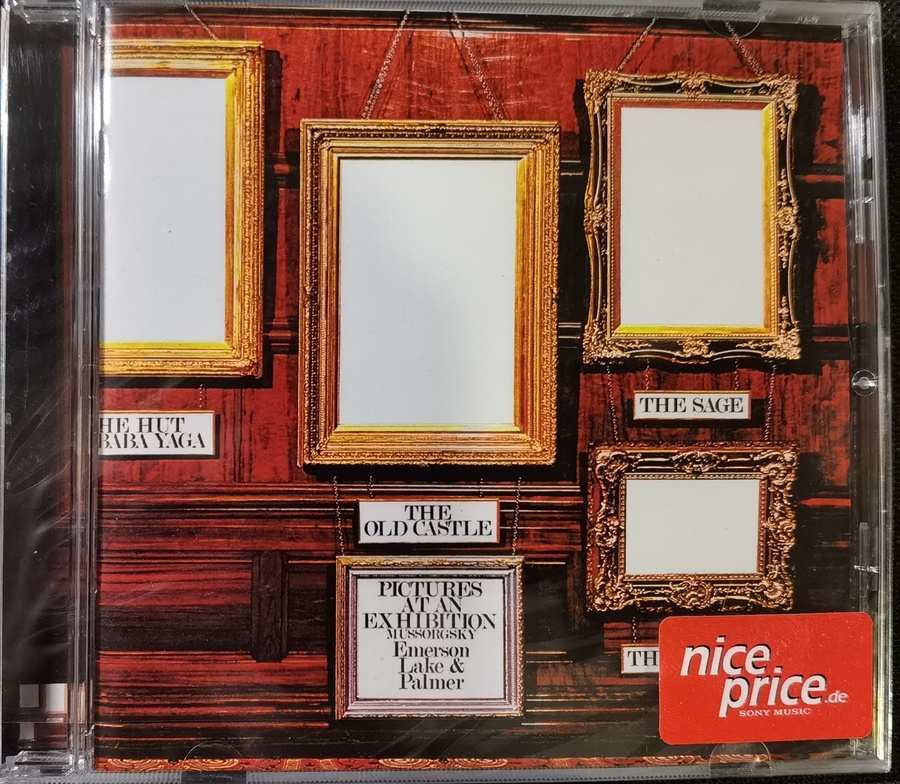 HE HUT
BABA YAGA
THE
OLD CASTLE
THE SAGE
PICTURES
AT AN
EXHIBITION
MUSSORGSKY
Emerson
Lake &
Palmer
TH
nice
price.de
SONY MUSIC